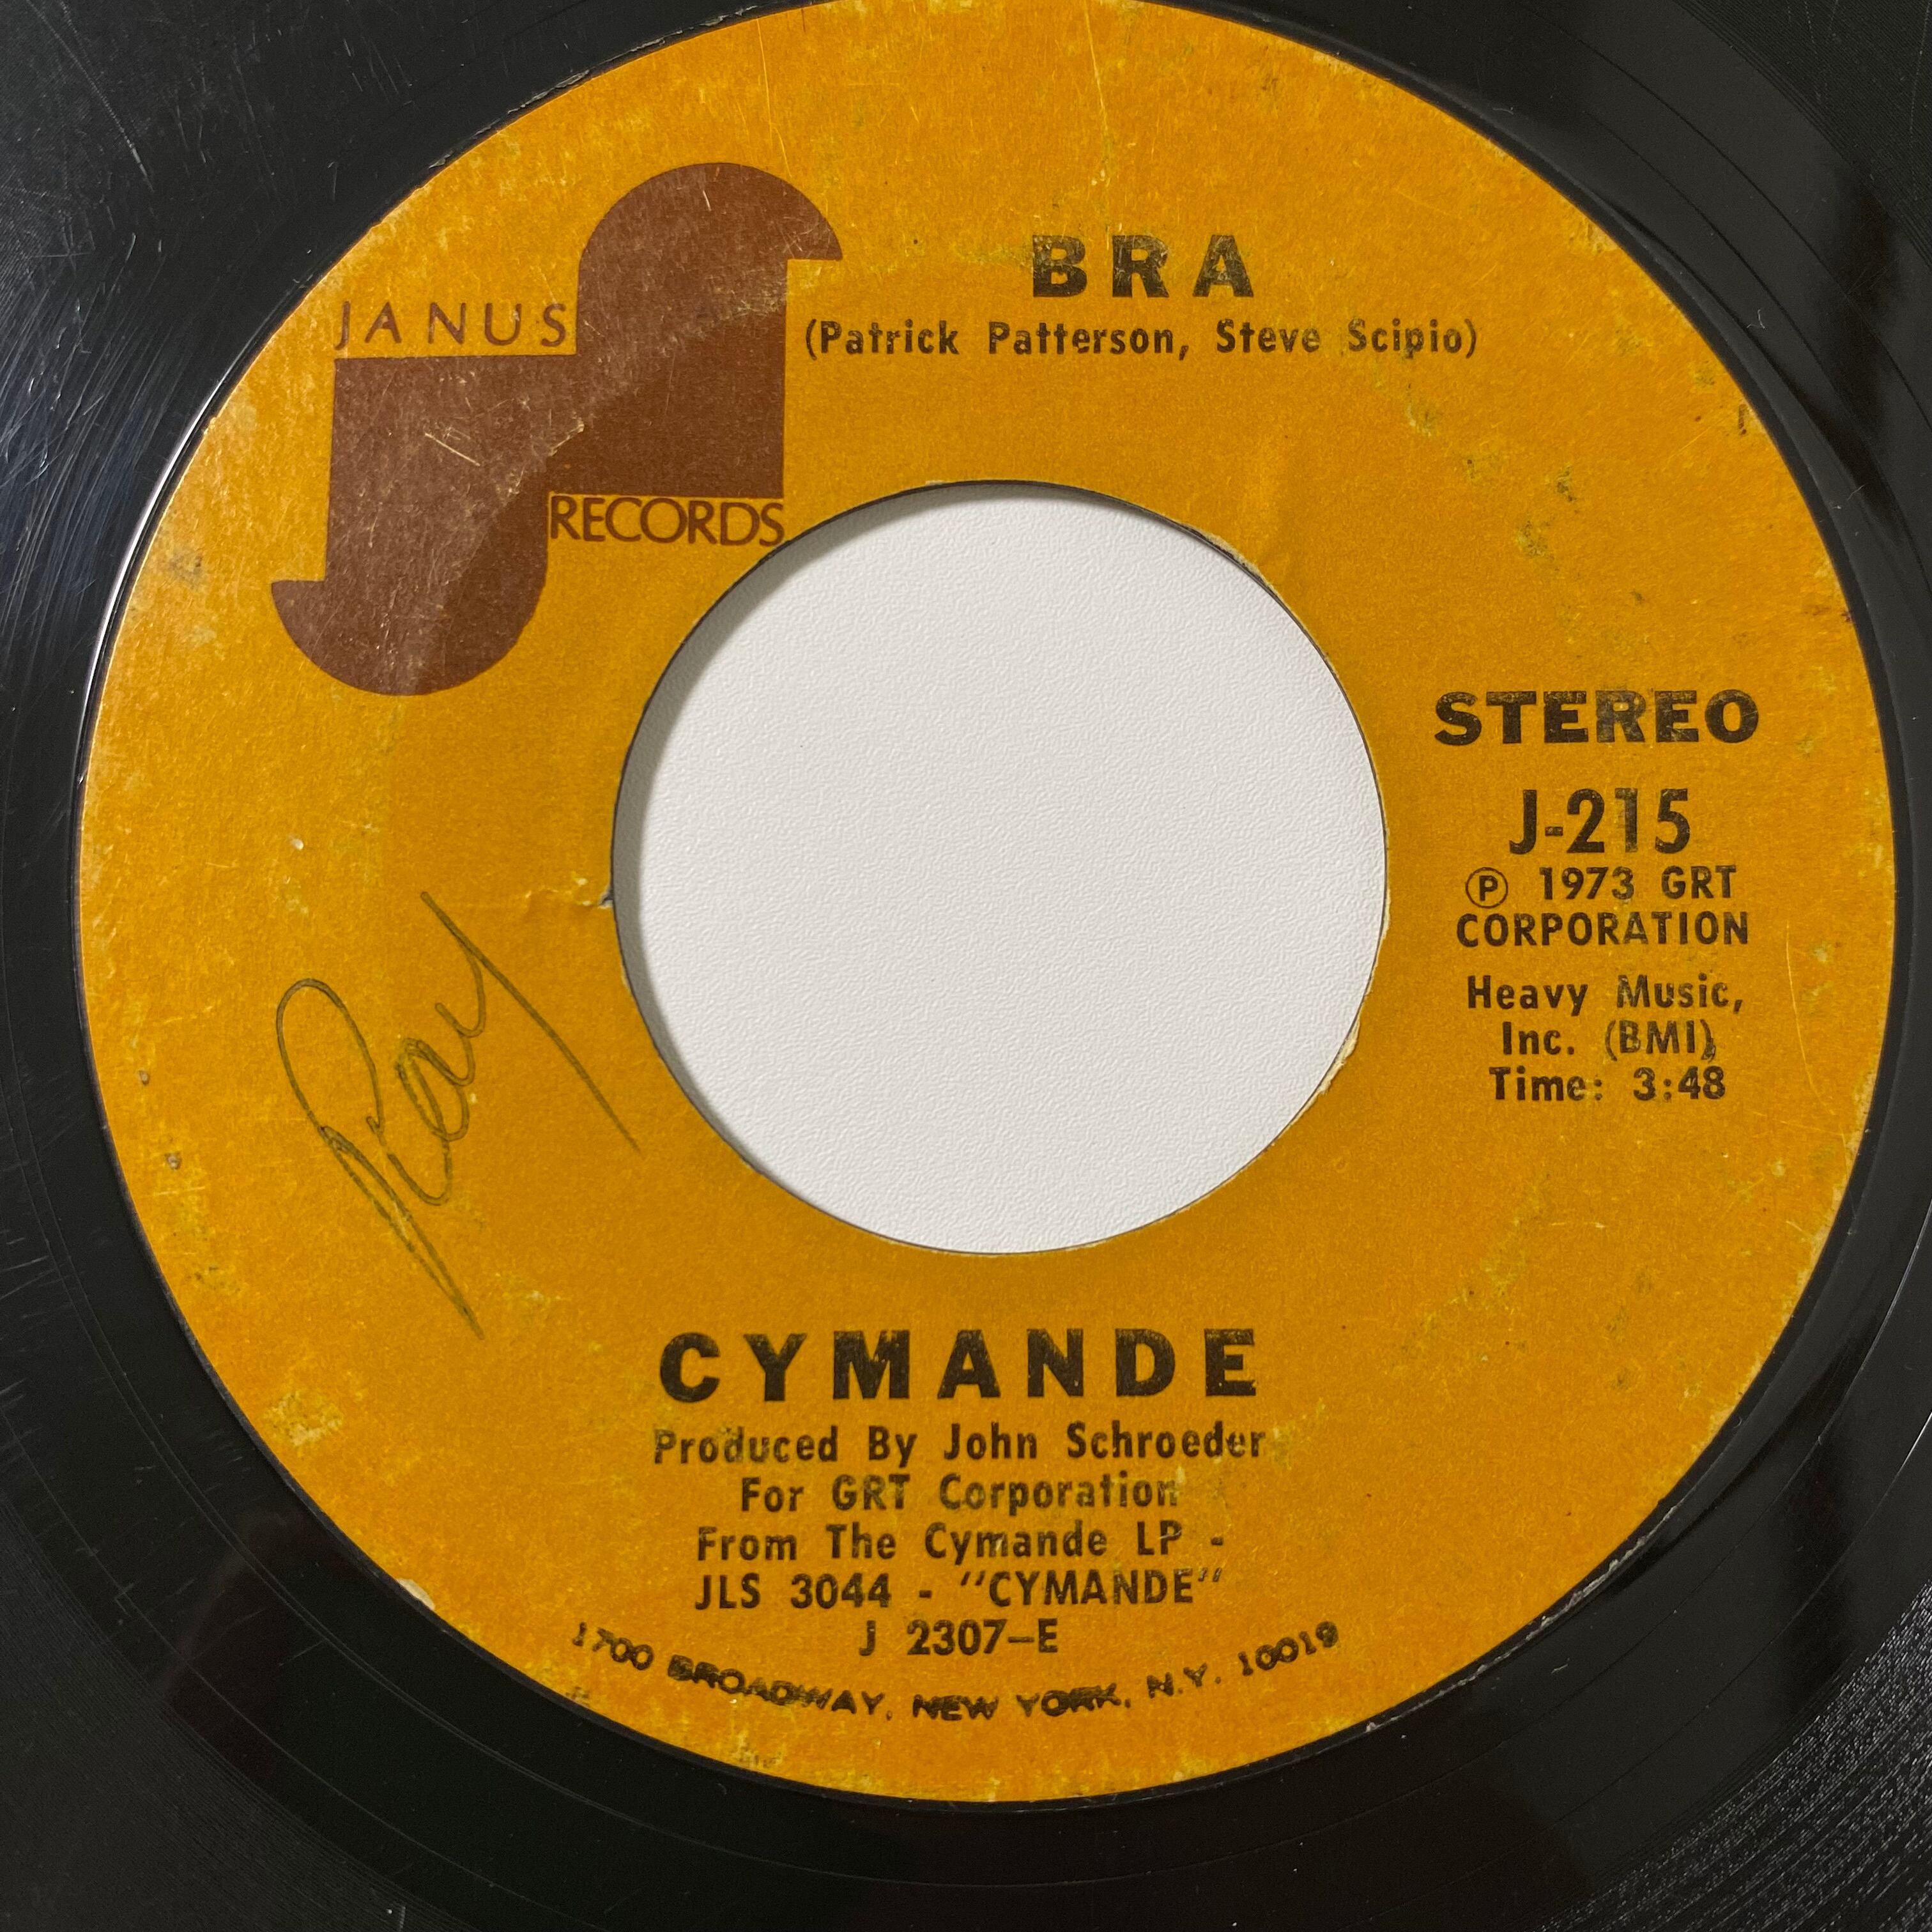 JANUS
RECORDS
BRA
(Patrick Patterson, Steve Scipio)
STEREO
J-215
Ⓟ 1973 GRT
CORPORATION
Heavy Music,
Inc. (BMI)
Time: 3:48
Ray
CYMANDE
Produced By John Schroeder
For GRT Corporation
From The Cymande LP -
JLS 3044 - "CYMANDE"
J 2307-E
1700 BROADWAY, NEW YORK, N.Y. 10019